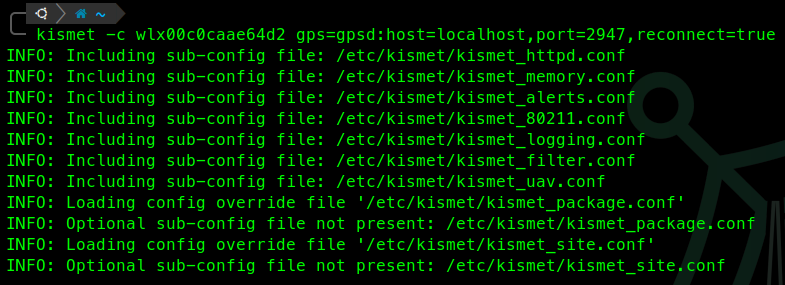 ~
kismet -c wlx00c0caae64d2 gps=gpsd:host=localhost,port=2947,reconnect=true
INFO: Including sub-config file: /etc/kismet/kismet_httpd.conf
INFO: Including sub-config file: /etc/kismet/kismet_memory.conf
INFO: Including sub-config file: /etc/kismet/kismet_alerts.conf
INFO: Including sub-config file: /etc/kismet/kismet_80211.conf
INFO: Including sub-config file: /etc/kismet/kismet_logging.conf
INFO: Including sub-config file: /etc/kismet/kismet_filter.conf
INFO: Including sub-config file: /etc/kismet/kismet_uav.conf
INFO: Loading config override file '/etc/kismet/kismet_package.conf'
INFO: Optional sub-config file not present: /etc/kismet/kismet_package.conf
INFO: Loading config override file '/etc/kismet/kismet_site.conf'
INFO: Optional sub-config file not present: /etc/kismet/kismet_site.conf